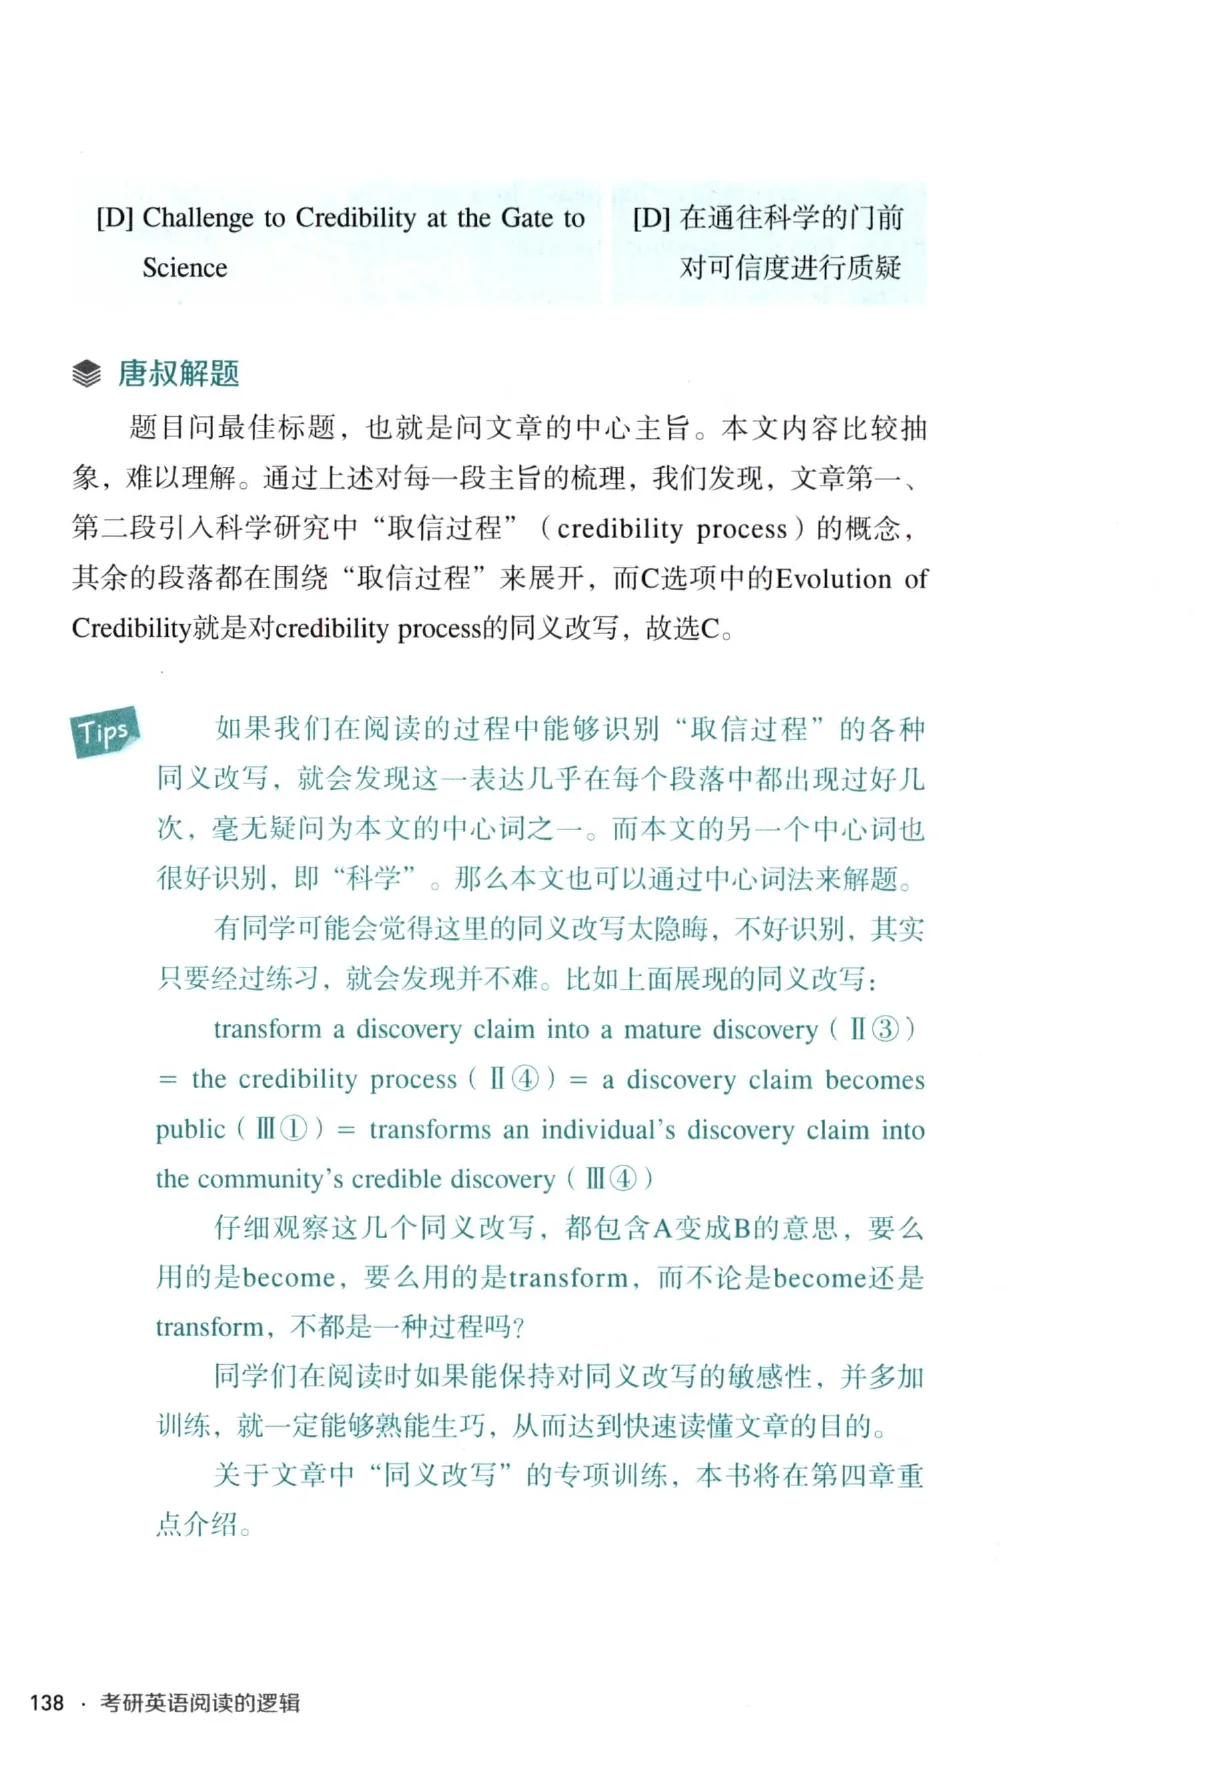 [D] Challenge to Credibility at the Gate to
Science
[D] 在通往科学的门前
对可信度进行质疑
唐叔解题
题目问最佳标题，也就是问文章的中心主旨。本文内容比较抽
象，难以理解。通过上述对每一段主旨的梳理，我们发现，文章第一、
第二段引入科学研究中“取信过程”（credibility process）的概念，
其余的段落都在围绕“取信过程”来展开，而C选项中的Evolution of
Credibility就是对credibility process的同义改写，故选C。
Tips
如果我们在阅读的过程中能够识别“取信过程”的各种
同义改写，就会发现这一表达几乎在每个段落中都出现过好几
次，毫无疑问为本文的中心词之一。而本文的另一个中心词也
很好识别，即“科学”。那么本文也可以通过中心词法来解题。
有同学可能会觉得这里的同义改写太隐晦，不好识别，其实
只要经过练习，就会发现并不难。比如上面展现的同义改写：
transform a discovery claim into a mature discovery（Ⅱ③）
= the credibility process（Ⅱ④）= a discovery claim becomes
public（Ⅲ①）= transforms an individual’s discovery claim into
the community’s credible discovery（Ⅲ④）
仔细观察这几个同义改写，都包含A变成B的意思，要么
用的是become，要么用的是transform，而不论是become还是
transform，不都是一种过程吗？
同学们在阅读时如果能保持对同义改写的敏感性，并多加
训练，就一定能够熟能生巧，从而达到快速读懂文章的目的。
关于文章中“同义改写”的专项训练，本书将在第四章重
点介绍。
138 · 考研英语阅读的逻辑